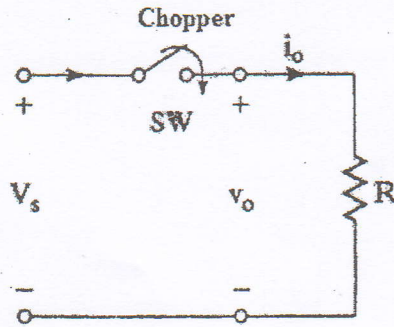 Chopper
i₀
+ SW +
Vₛ v₀ R
− −